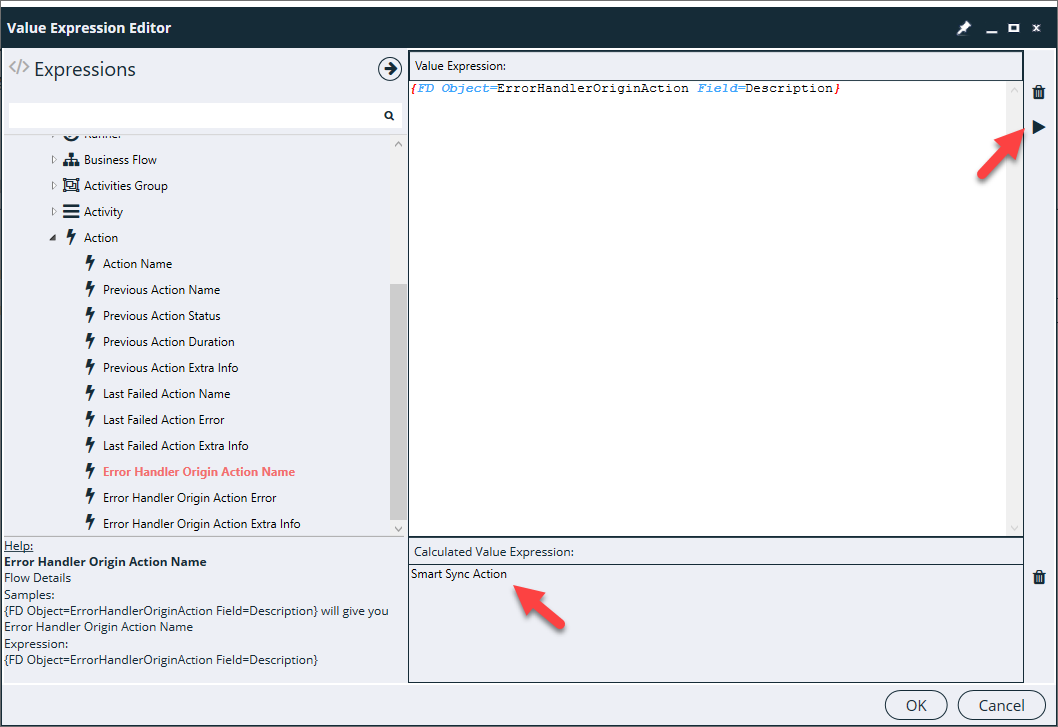 Value Expression Editor
Expressions
Runner
Business Flow
Activities Group
Activity
Action
Action Name
Previous Action Name
Previous Action Status
Previous Action Duration
Previous Action Extra Info
Last Failed Action Name
Last Failed Action Error
Last Failed Action Extra Info
Error Handler Origin Action Name
Error Handler Origin Action Error
Error Handler Origin Action Extra Info
Help:
Error Handler Origin Action Name
Flow Details
Samples:
{FD Object=ErrorHandlerOriginAction Field=Description} will give you
Error Handler Origin Action Name
Expression:
{FD Object=ErrorHandlerOriginAction Field=Description}
Value Expression:
{FD Object=ErrorHandlerOriginAction Field=Description}
Calculated Value Expression:
Smart Sync Action
OK
Cancel